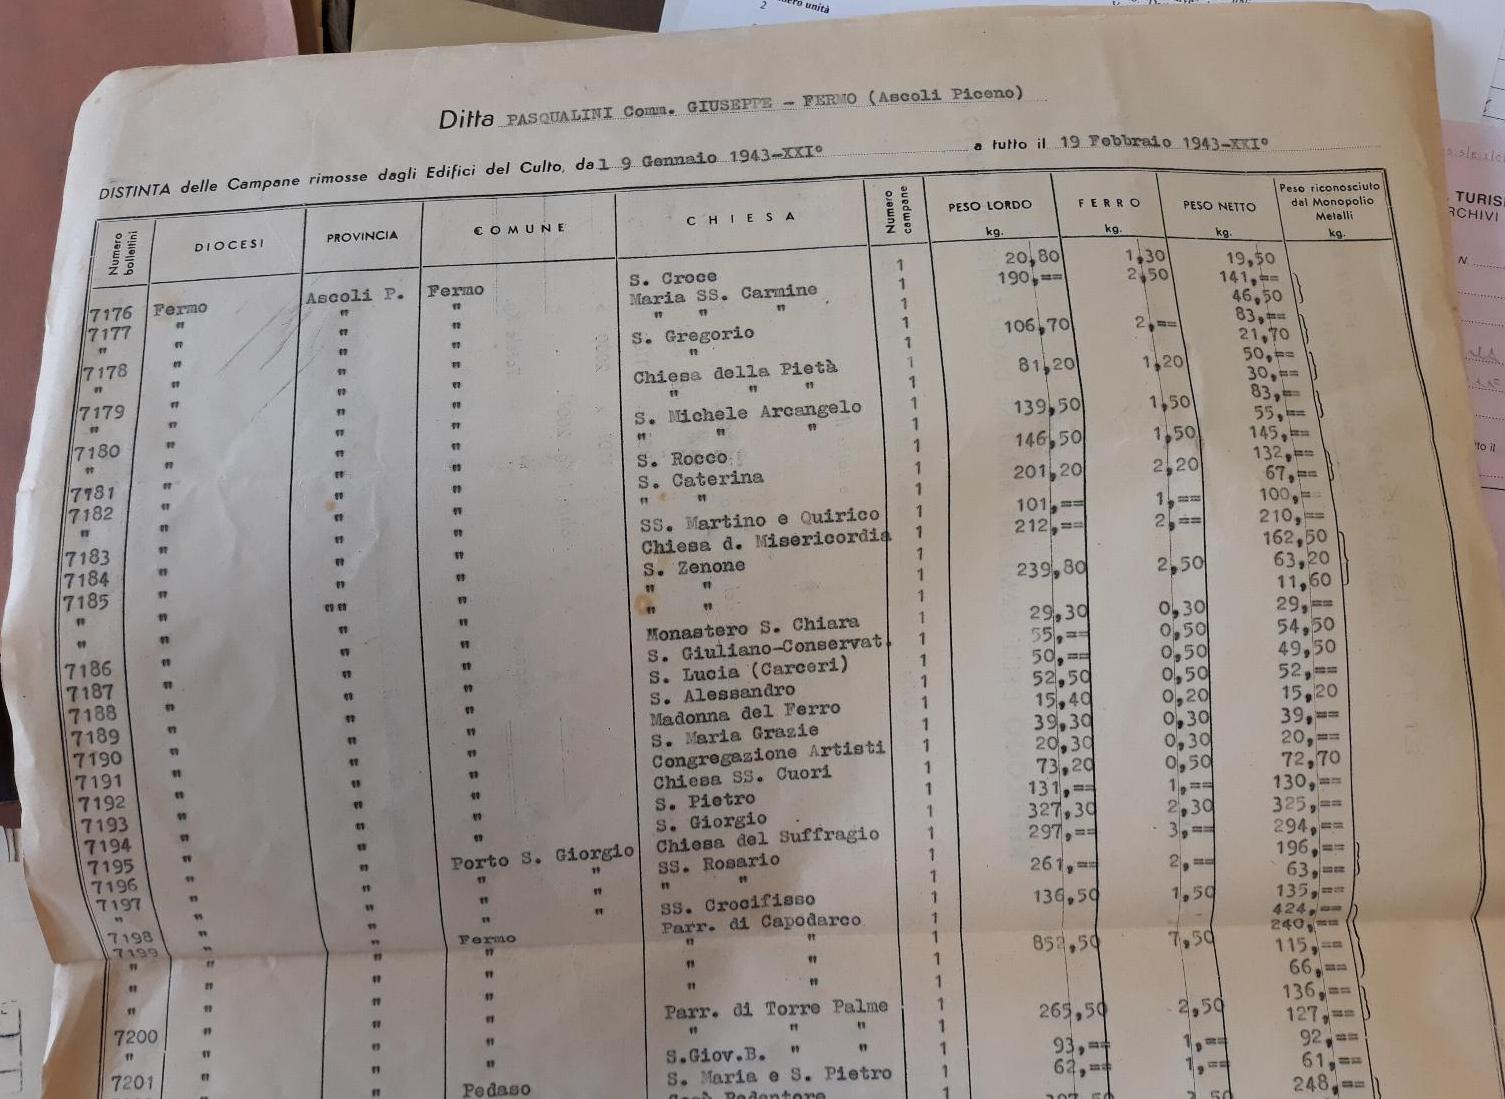 Ditta PASQUALINI Comm. GIUSEPPE - FERMO (Ascoli Piceno)
DISTINTA delle Campane rimosse dagli Edifici del Culto, dal 9 Gennaio 1943-XXI° a tutto il 19 Febbraio 1943-XXI°
Numero bollettini DIOCESI PROVINCIA COMUNE CHIESA Numero campane PESO LORDO kg. FERRO kg. PESO NETTO kg. Peso riconosciuto dal Monopolio Metalli kg.
7176 Fermo Ascoli P. Fermo S. Croce 1 20,80 1,30 19,50
7177 " " " Maria SS. Carmine 1 190,== 2,50 141,==
" " " " " " " 1 46,50
7178 " " " S. Gregorio 1 106,70 2,== 83,==
" " " " " 1 21,70
7179 " " " Chiesa della Pietà 1 81,20 1,20 50,==
" " " " " " " 1 30,==
7180 " " " S. Michele Arcangelo 1 139,50 1,50 83,==
" " " " " " " 1 55,==
7181 " " " S. Rocco 1 146,50 1,50 145,==
7182 " " " S. Caterina 1 201,20 2,20 132,==
" " " " " " 1 67,==
7183 " " " SS. Martino e Quirico 1 101,== 1,== 100,=
7184 " " " Chiesa d. Misericordia 1 212,== 2,== 210,==
7185 " " " S. Zenone 1 239,80 2,50 162,50
" " "" " " " 1 63,20
" " " " " " 1 11,60
7186 " " " Monastero S. Chiara 1 29,30 0,30 29,==
7187 " " " S. Giuliano-Conservat. 1 55,== 0,50 54,50
7188 " " " S. Lucia (Carceri) 1 50,== 0,50 49,50
7189 " " " S. Alessandro 1 52,50 0,50 52,==
7190 " " " Madonna del Ferro 1 15,40 0,20 15,20
7191 " " " S. Maria Grazie 1 39,30 0,30 39,==
7192 " " " Congregazione Artisti 1 20,30 0,30 20,==
7193 " " " Chiesa SS. Cuori 1 73,20 0,50 72,70
7194 " " " S. Pietro 1 131,== 1,== 130,==
7195 " " " S. Giorgio 1 327,30 2,30 325,==
7196 " " Porto S. Giorgio Chiesa del Suffragio 1 297,== 3,== 294,==
7197 " " " " SS. Rosario 1 261,== 2,== 196,==
" " " " " " " 1 63,==
7198 " " " " SS. Crocifisso 1 136,50 1,50 135,==
7199 " " Fermo Parr. di Capodarco 1 852,50 7,50 424,==
" " " " " " 1 240,==
" " " " " " 1 115,==
" " " " " " 1 66,==
7200 " " " Parr. di Torre Palme 1 265,50 2,50 136,==
" " " " " " " 1 127,==
7201 " " " S.Giov.B. " " 1 93,== 1,== 92,==
Pedaso S. Maria e S. Pietro 1 62,== 1,== 61,==
1 248,==
2
numero unità
TURIS
ARCHIVI
N.